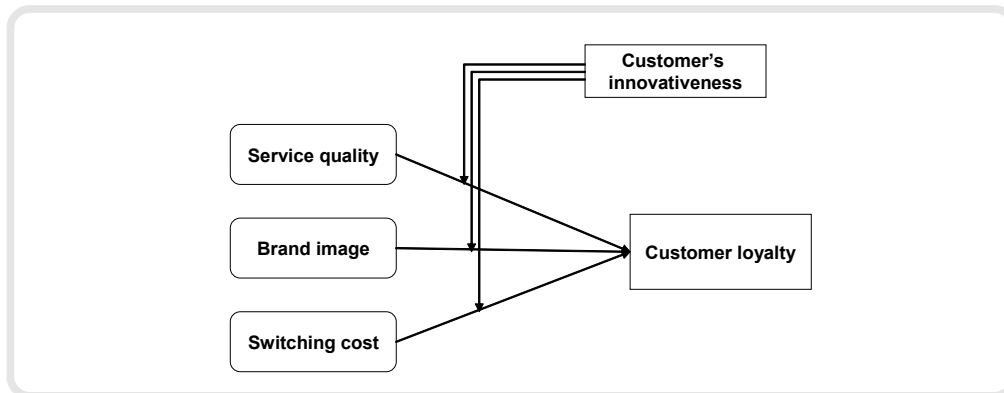 Customer’s
innovativeness
Service quality
Brand image
Customer loyalty
Switching cost